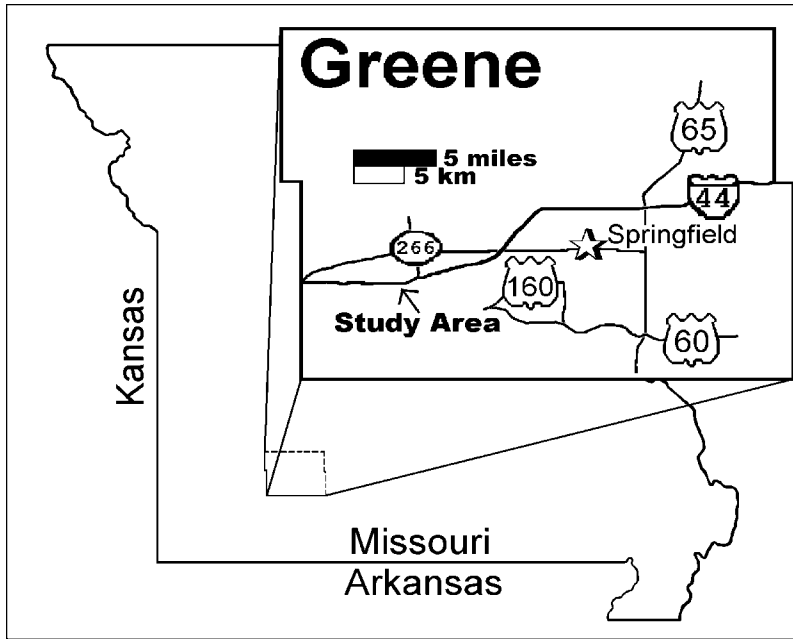 Greene
65
5 miles
5 km
44
Springfield
266
160
Study Area
60
Kansas
Missouri
Arkansas